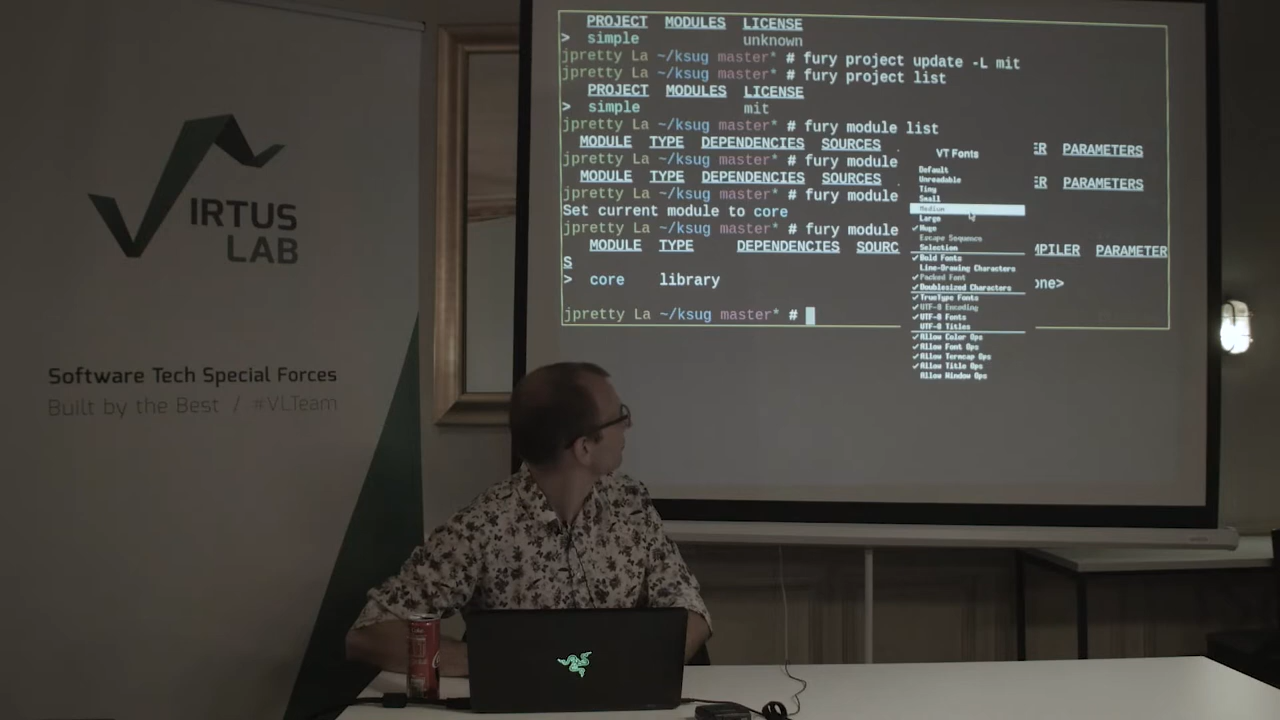 IRTUS
LAB
Software Tech Special Forces
Built by the Best / #VLTeam
PROJECT MODULES LICENSE
> simple unknown
jpretty La ~/ksug master* # fury project update -L mit
jpretty La ~/ksug master* # fury project list
PROJECT MODULES LICENSE
> simple mit
jpretty La ~/ksug master* # fury module list
MODULE TYPE DEPENDENCIES SOURCES ER PARAMETERS
jpretty La ~/ksug master* # fury module
MODULE TYPE DEPENDENCIES SOURCES ER PARAMETERS
jpretty La ~/ksug master* # fury module
Set current module to core
jpretty La ~/ksug master* # fury module
MODULE TYPE DEPENDENCIES SOURC MPILER PARAMETER
S
> core library one>
jpretty La ~/ksug master* #
VT Fonts
Default
Unreadable
Tiny
Small
Medium
Large
✓Huge
Escape Sequence
Selection
✓Bold Fonts
Line-Drawing Characters
✓Packed Font
✓Doublesized Characters
✓TrueType Fonts
✓UTF-8 Encoding
✓UTF-8 Fonts
UTF-8 Titles
✓Allow Color Ops
✓Allow Font Ops
✓Allow Termcap Ops
✓Allow Title Ops
Allow Window Ops